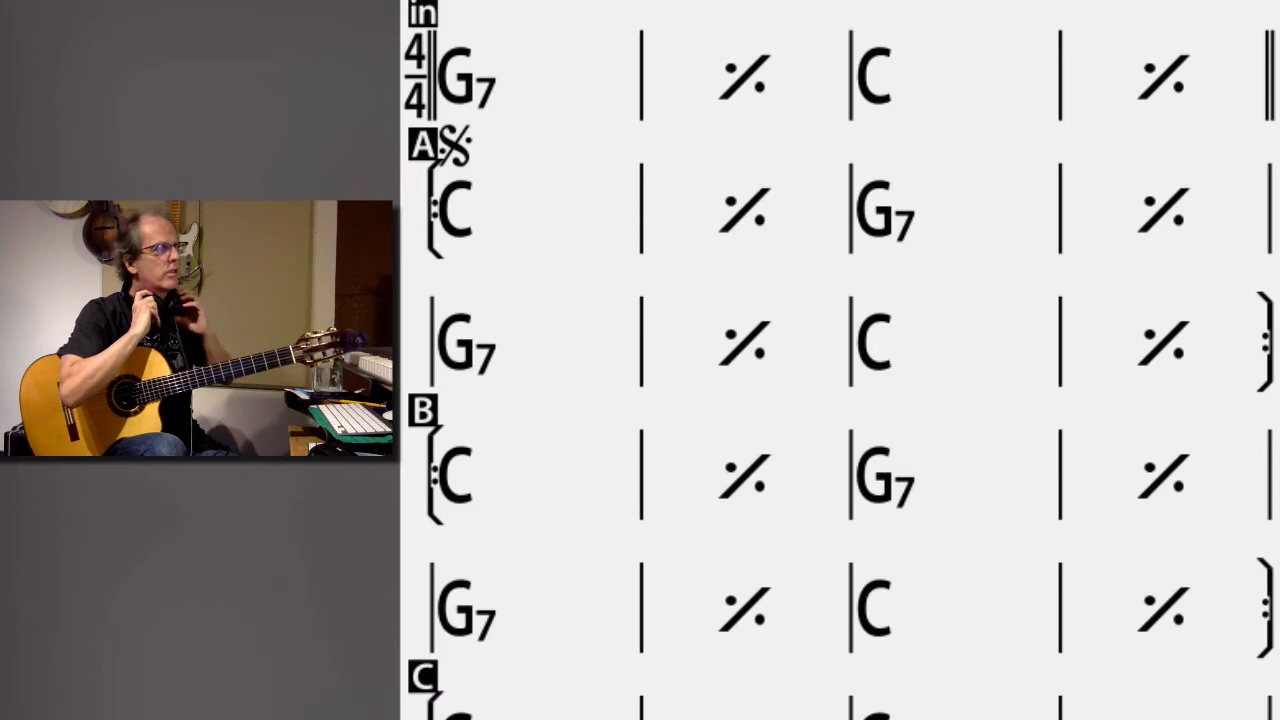 in
4/4 G7 𝄎 C 𝄎
A 𝄋
C 𝄎 G7 𝄎
G7 𝄎 C 𝄎
B
C 𝄎 G7 𝄎
G7 𝄎 C 𝄎
C